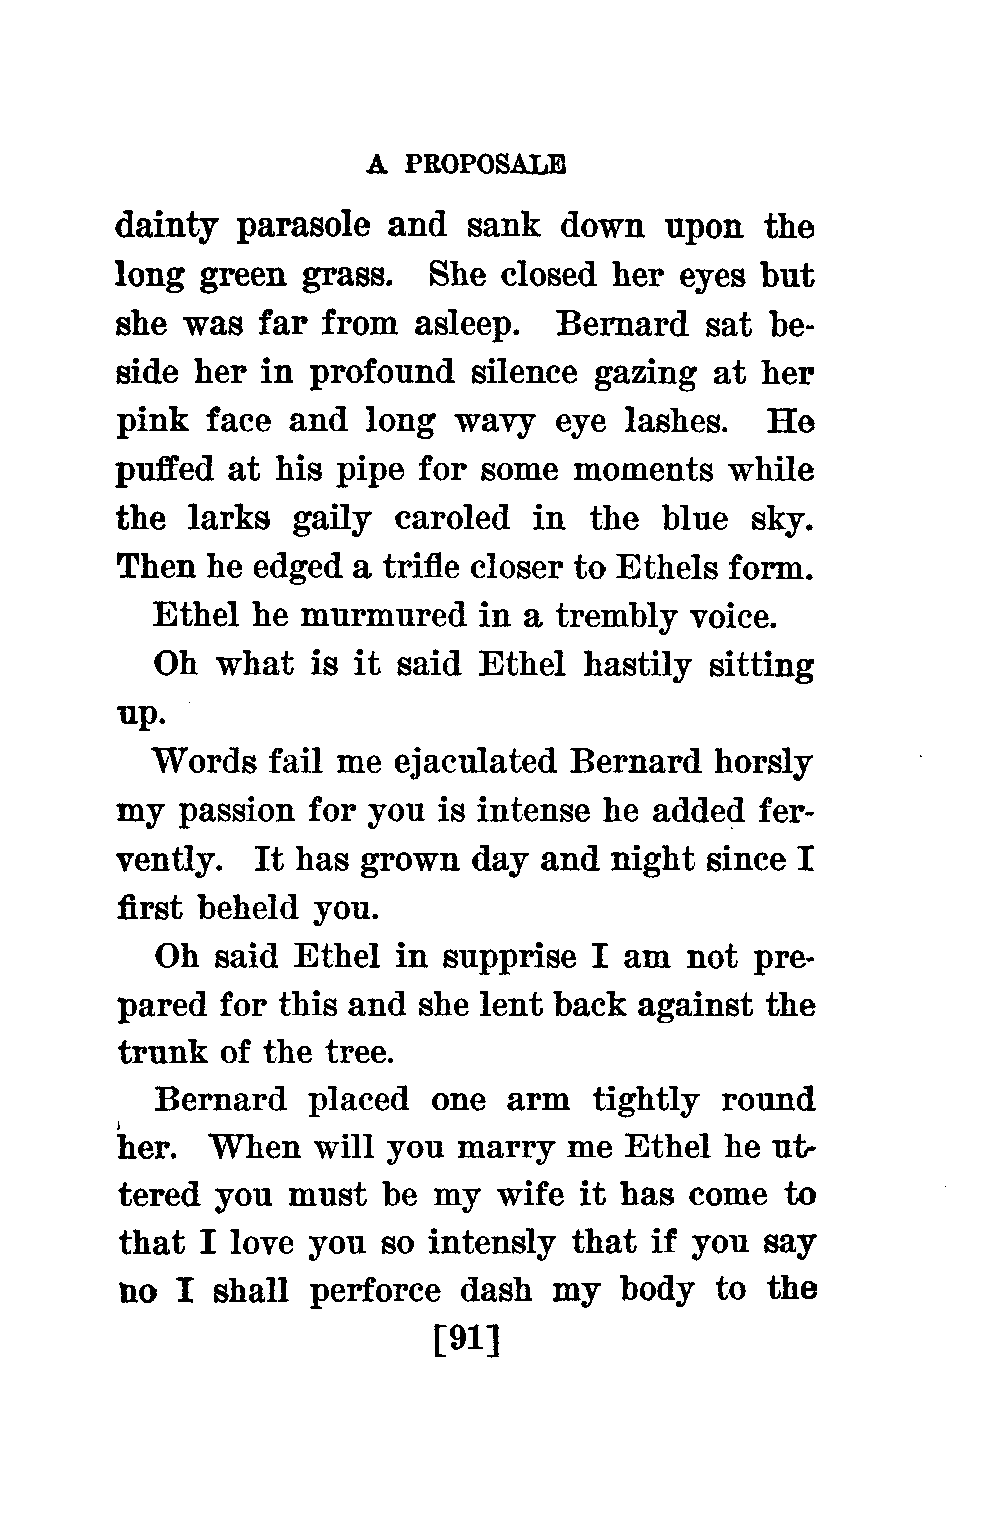 A PROPOSALE
dainty parasole and sank down upon the
long green grass. She closed her eyes but
she was far from asleep. Bernard sat be-
side her in profound silence gazing at her
pink face and long wavy eye lashes. He
puffed at his pipe for some moments while
the larks gaily caroled in the blue sky.
Then he edged a trifle closer to Ethels form.
Ethel he murmured in a trembly voice.
Oh what is it said Ethel hastily sitting
up.
Words fail me ejaculated Bernard horsly
my passion for you is intense he added fer-
vently. It has grown day and night since I
first beheld you.
Oh said Ethel in supprise I am not pre-
pared for this and she lent back against the
trunk of the tree.
Bernard placed one arm tightly round
her. When will you marry me Ethel he ut-
tered you must be my wife it has come to
that I love you so intensly that if you say
no I shall perforce dash my body to the
[91]